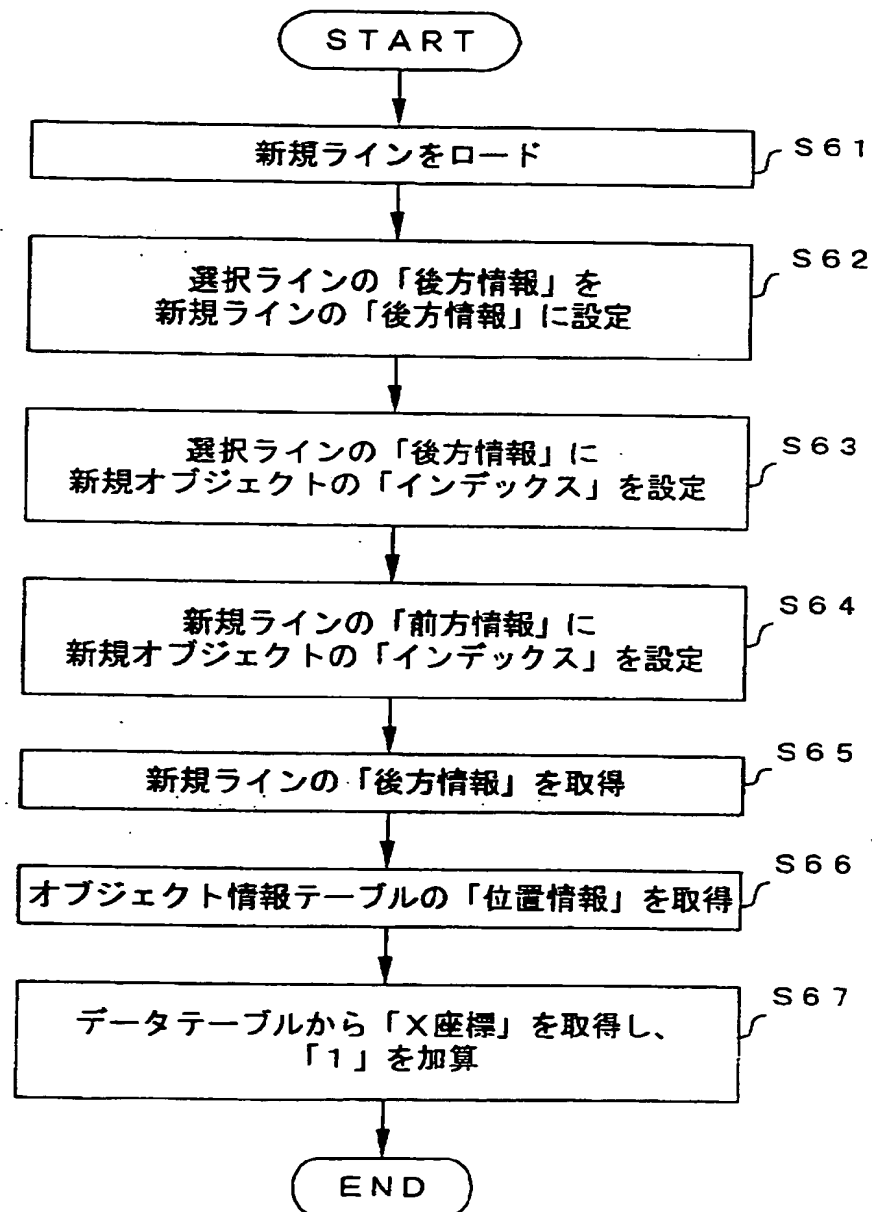 START
新規ラインをロード
S61
選択ラインの「後方情報」を
新規ラインの「後方情報」に設定
S62
選択ラインの「後方情報」に
新規オブジェクトの「インデックス」を設定
S63
新規ラインの「前方情報」に
新規オブジェクトの「インデックス」を設定
S64
新規ラインの「後方情報」を取得
S65
オブジェクト情報テーブルの「位置情報」を取得
S66
データテーブルから「X座標」を取得し、
「1」を加算
S67
END